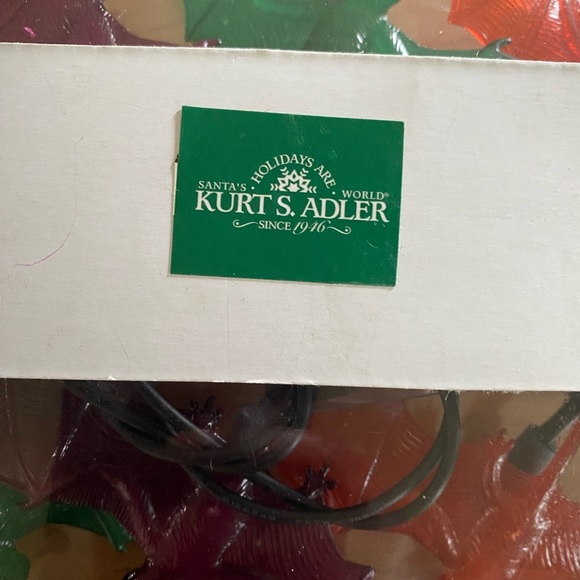 HOLIDAYS ARE
SANTA'S WORLD®
KURT S. ADLER
SINCE 1946